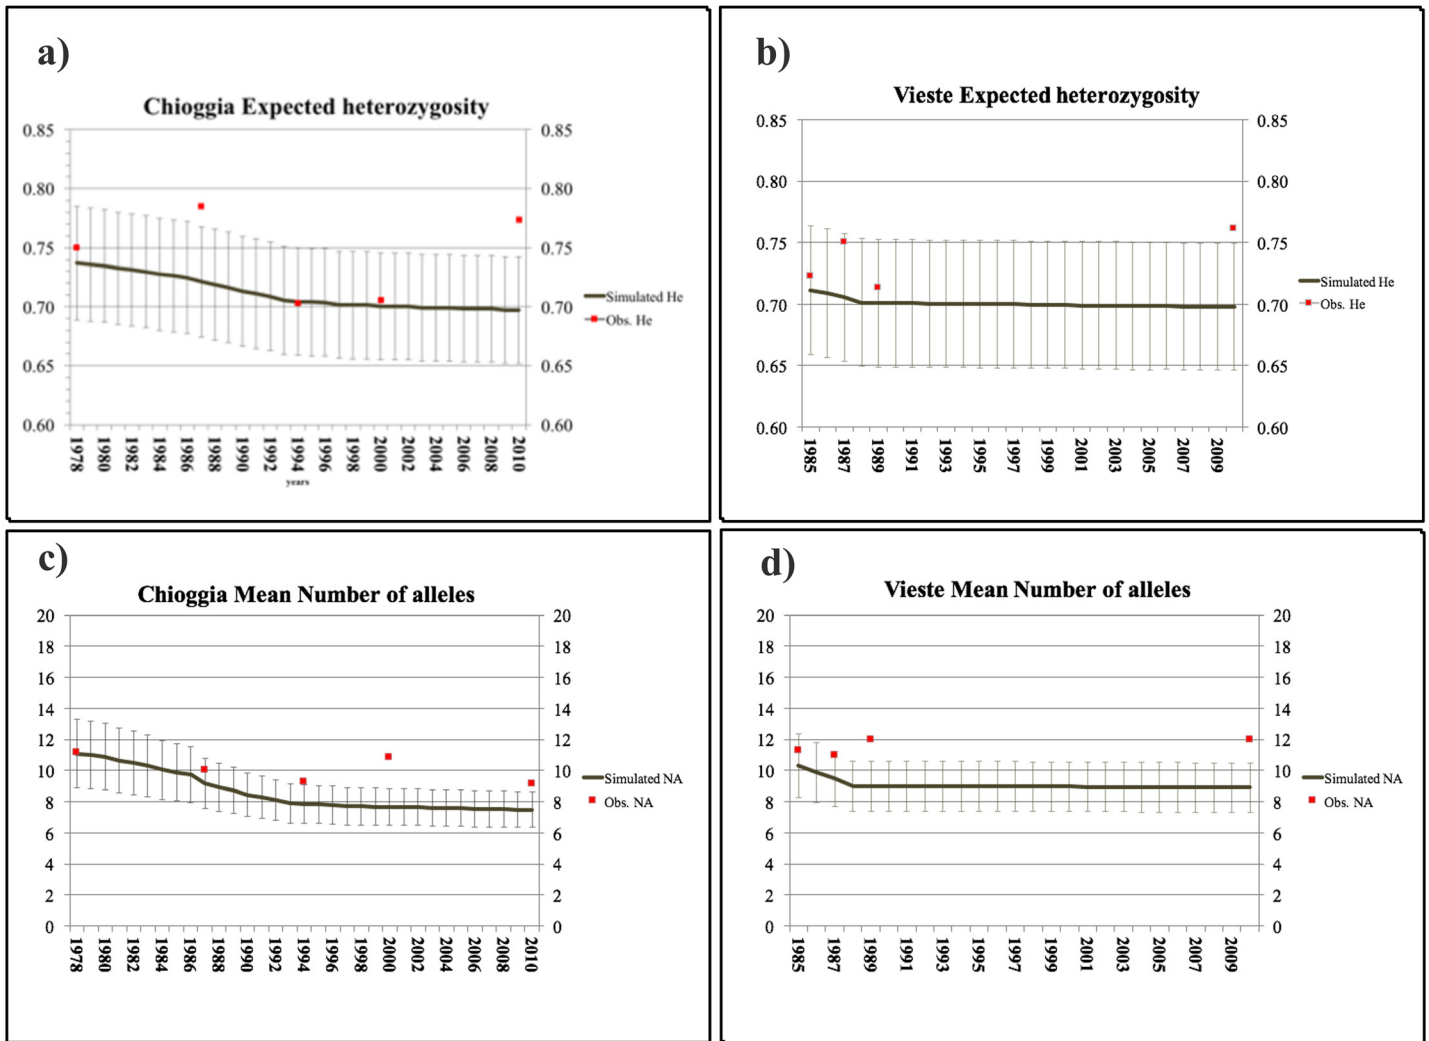 a)
Chioggia Expected heterozygosity
0.85 0.85
0.80 0.80
0.75 0.75
0.70 0.70
0.65 0.65
0.60 0.60
Simulated He
Obs. He
1978 1980 1982 1984 1986 1988 1990 1992 1994 1996 1998 2000 2002 2004 2006 2008 2010
years
b)
Vieste Expected heterozygosity
0.85 0.85
0.80 0.80
0.75 0.75
0.70 0.70
0.65 0.65
0.60 0.60
Simulated He
Obs. He
1985 1987 1989 1991 1993 1995 1997 1999 2001 2003 2005 2007 2009
c)
Chioggia Mean Number of alleles
20 20
18 18
16 16
14 14
12 12
10 10
8 8
6 6
4 4
2 2
0 0
Simulated NA
Obs. NA
1978 1980 1982 1984 1986 1988 1990 1992 1994 1996 1998 2000 2002 2004 2006 2008 2010
d)
Vieste Mean Number of alleles
20 20
18 18
16 16
14 14
12 12
10 10
8 8
6 6
4 4
2 2
0 0
Simulated NA
Obs. NA
1985 1987 1989 1991 1993 1995 1997 1999 2001 2003 2005 2007 2009